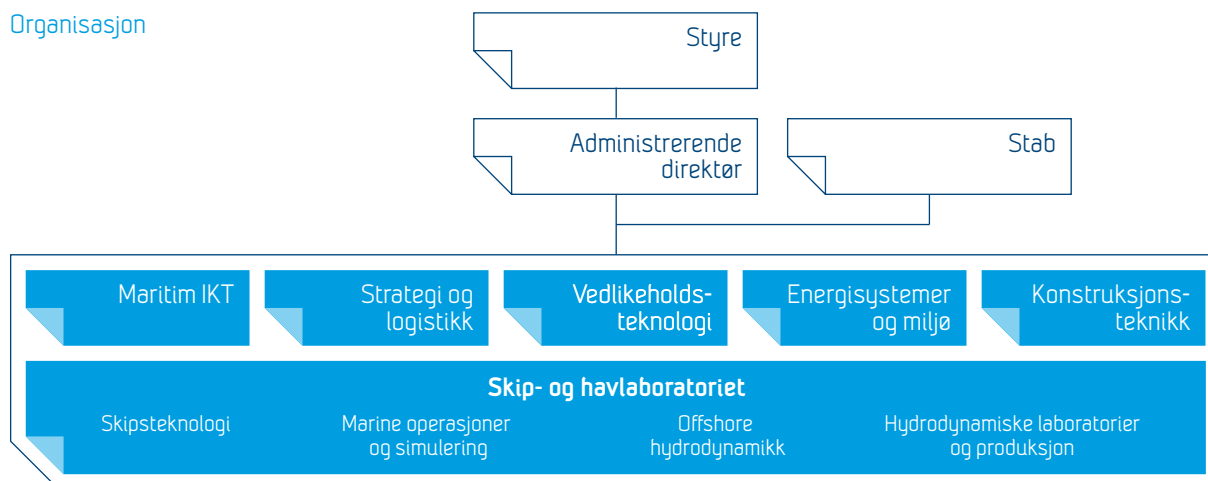 Organisasjon
Styre
Administrerende
direktør
Stab
Maritim IKT
Strategi og
logistikk
Vedlikeholds-
teknologi
Energisystemer
og miljø
Konstruksjons-
teknikk
Skip- og havlaboratoriet
Skipsteknologi
Marine operasjoner
og simulering
Offshore
hydrodynamikk
Hydrodynamiske laboratorier
og produksjon